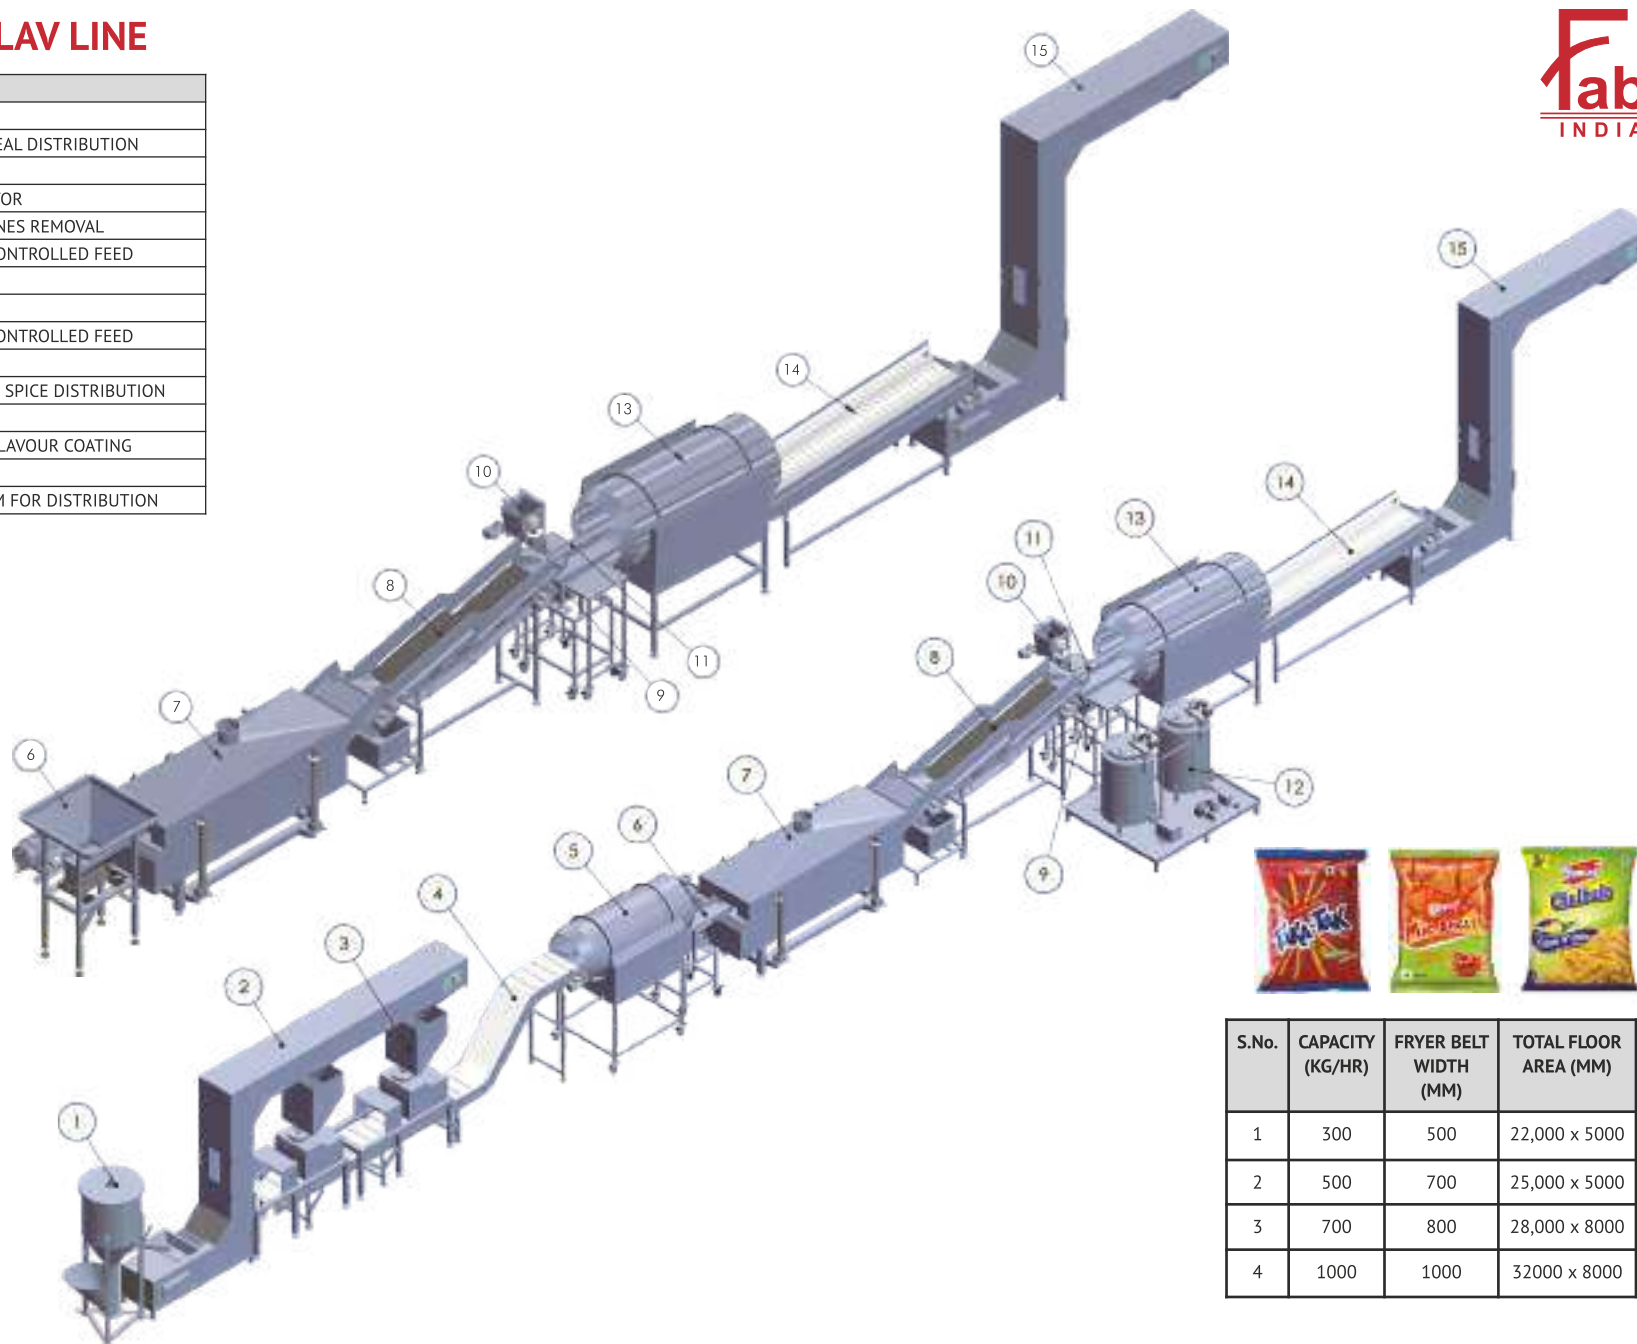 LAV LINE
EAL DISTRIBUTION
TOR
NES REMOVAL
ONTROLLED FEED
ONTROLLED FEED
SPICE DISTRIBUTION
LAVOUR COATING
M FOR DISTRIBUTION
Fab
INDIA
15
14
13
10
8
11
9
7
6
15
14
13
11
10
8
12
9
7
6
5
4
3
2
1
S.No. CAPACITY (KG/HR) FRYER BELT WIDTH (MM) TOTAL FLOOR AREA (MM)
1 300 500 22,000 x 5000
2 500 700 25,000 x 5000
3 700 800 28,000 x 8000
4 1000 1000 32000 x 8000